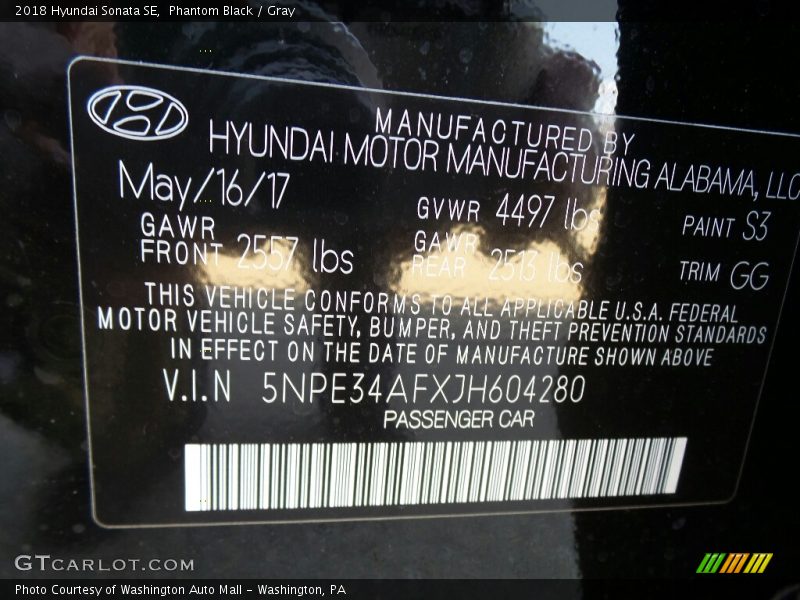 2018 Hyundai Sonata SE, Phantom Black / Gray
MANUFACTURED BY
HYUNDAI MOTOR MANUFACTURING ALABAMA, LLC
May/16/17
GVWR 4497 lbs
PAINT S3
GAWR
FRONT 2557 lbs
GAWR
REAR 2513 lbs
TRIM GG
THIS VEHICLE CONFORMS TO ALL APPLICABLE U.S.A. FEDERAL
MOTOR VEHICLE SAFETY, BUMPER, AND THEFT PREVENTION STANDARDS
IN EFFECT ON THE DATE OF MANUFACTURE SHOWN ABOVE
V.I.N 5NPE34AFXJH604280
PASSENGER CAR
GTCARLOT.COM
Photo Courtesy of Washington Auto Mall - Washington, PA